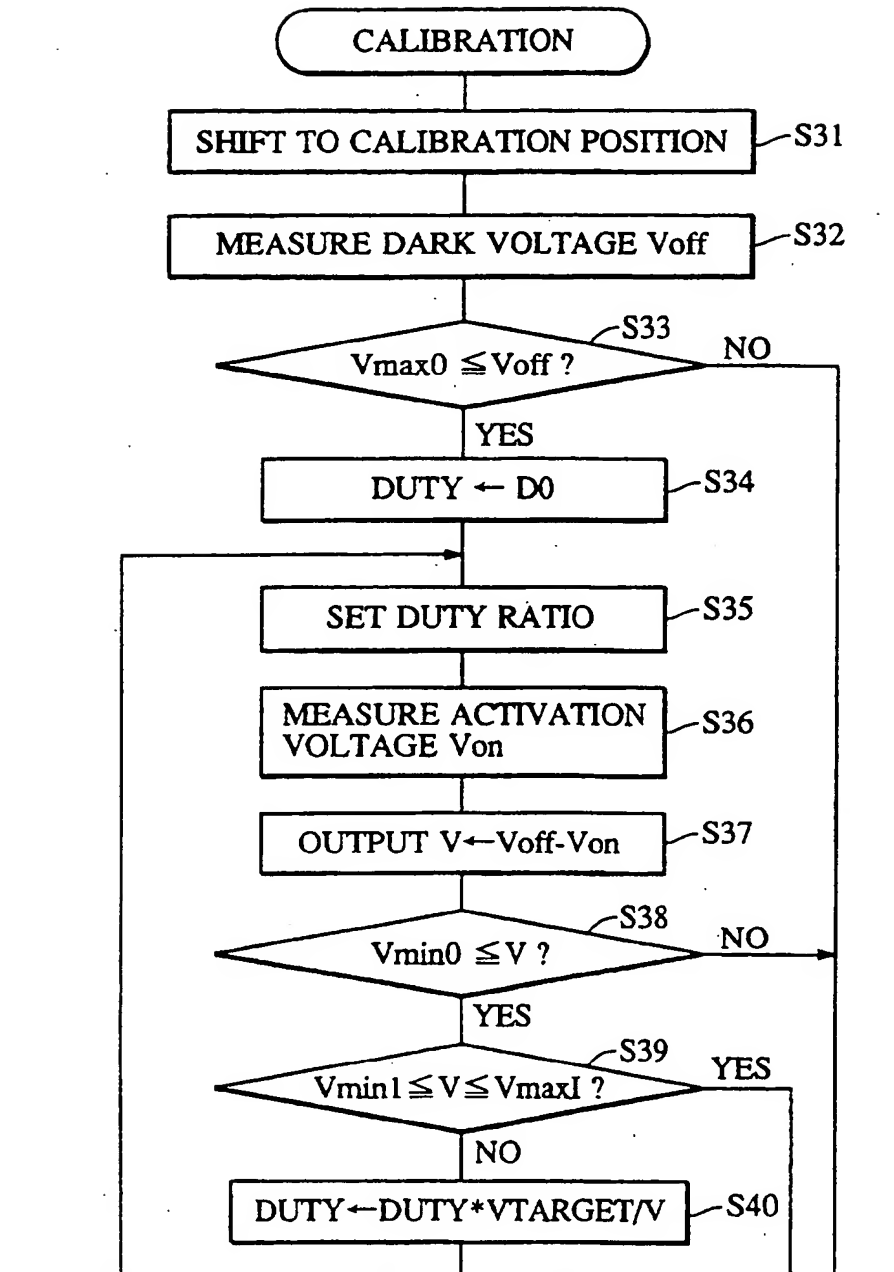 CALIBRATION
SHIFT TO CALIBRATION POSITION
S31
MEASURE DARK VOLTAGE Voff
S32
S33
Vmax0 ≦ Voff ?
NO
YES
DUTY ← D0
S34
SET DUTY RATIO
S35
MEASURE ACTIVATION
VOLTAGE Von
S36
OUTPUT V←Voff-Von
S37
S38
Vmin0 ≦ V ?
NO
YES
S39
Vmin1 ≦ V ≦ VmaxI ?
YES
NO
DUTY←DUTY*VTARGET/V
S40